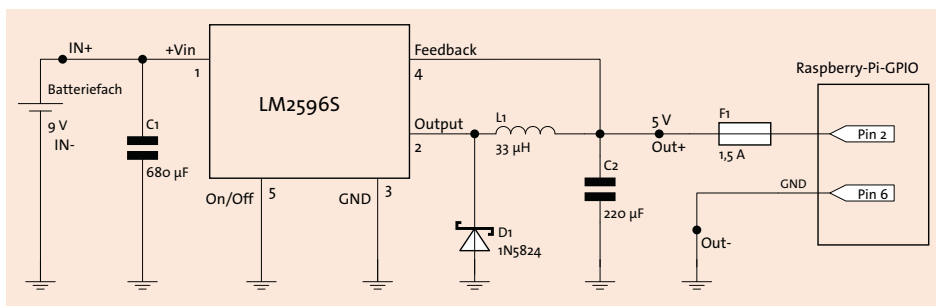 IN+
+Vin
1
Batteriefach
9 V
IN-
C1
680 µF
LM2596S
On/Off
5
GND
3
Feedback
4
Output
2
L1
33 µH
D1
1N5824
C2
220 µF
5 V
Out+
F1
1,5 A
Raspberry-Pi-GPIO
Pin 2
GND
Pin 6
Out-